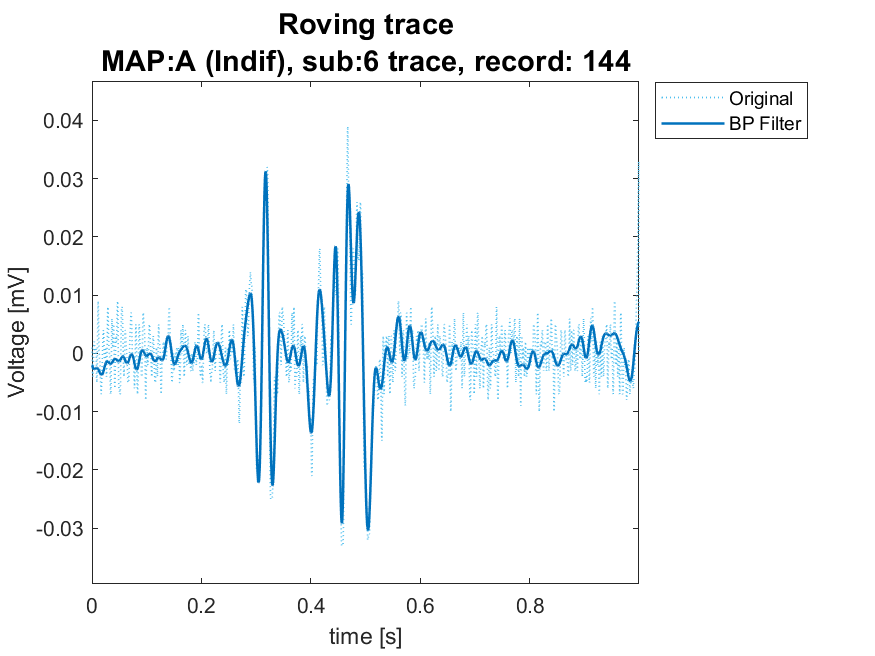 Roving trace
MAP:A (Indif), sub:6 trace, record: 144
Original
BP Filter
0.04
0.03
0.02
0.01
0
-0.01
-0.02
-0.03
Voltage [mV]
0 0.2 0.4 0.6 0.8
time [s]